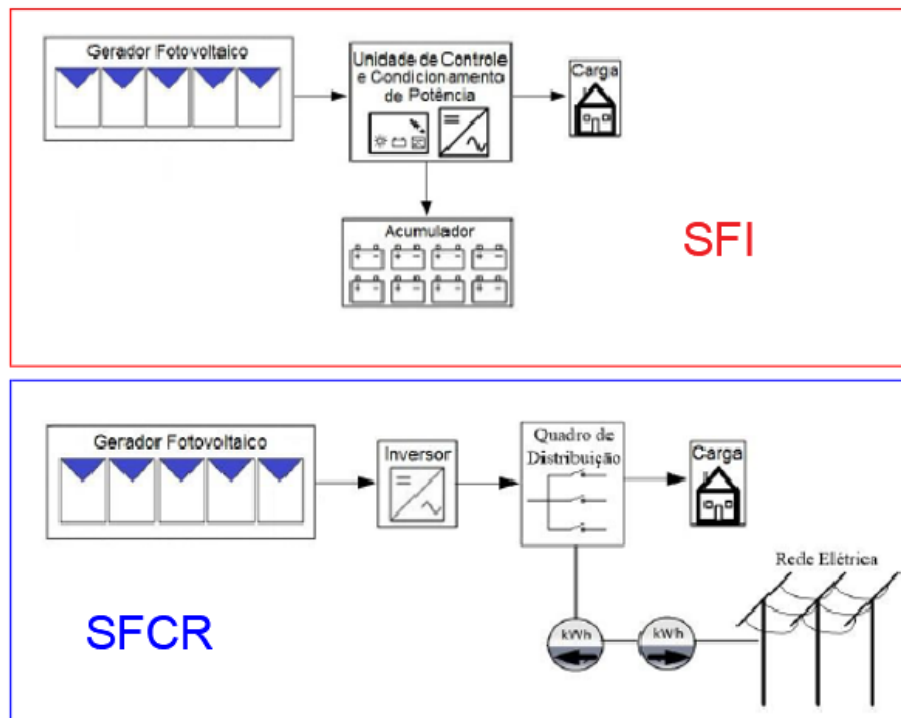 Gerador Fotovoltaico
Unidade de Controle
e Condicionamento
de Potência
Carga
Acumulador
SFI
Gerador Fotovoltaico
Inversor
Quadro de
Distribuição
Carga
Rede Elétrica
kWh
kWh
SFCR